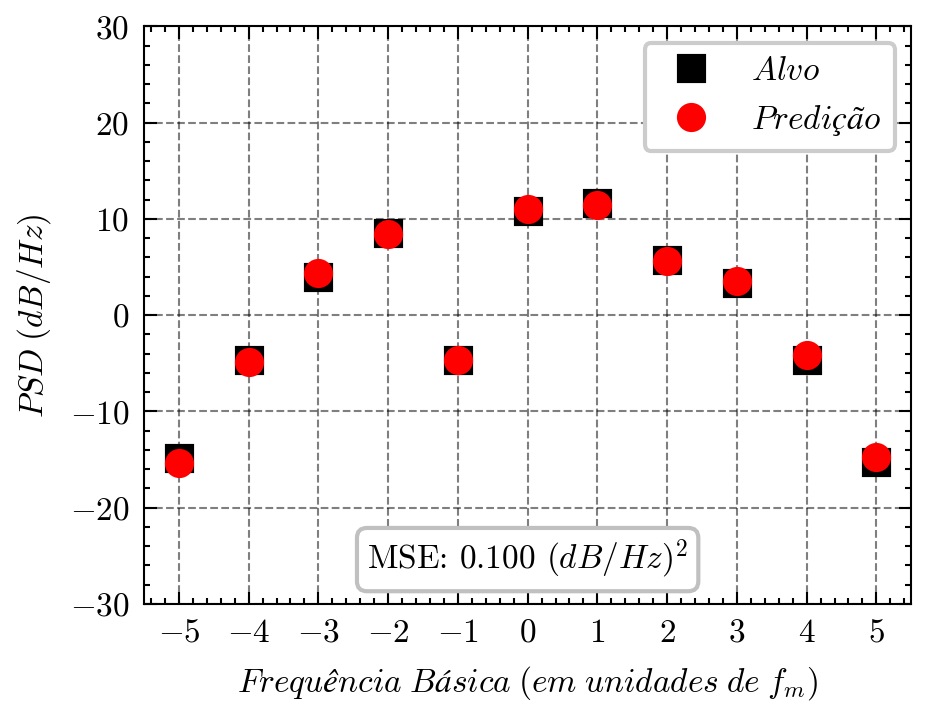 30
20
10
0
−10
−20
−30
PSD (dB/Hz)
Alvo
Predição
MSE: 0.100 (dB/Hz)²
−5 −4 −3 −2 −1 0 1 2 3 4 5
Frequência Básica (em unidades de fₘ)